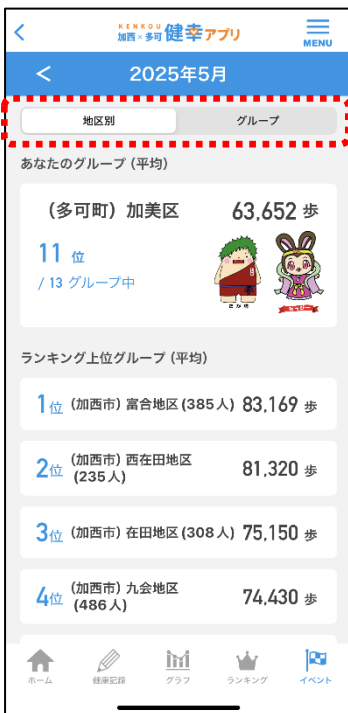 KENKOU
加西×多可 健幸アプリ
MENU
2025年5月
地区別 グループ
あなたのグループ (平均)
(多可町) 加美区 63,652 歩
11 位
/ 13 グループ中
ランキング上位グループ (平均)
1位 (加西市) 富合地区 (385人) 83,169 歩
2位 (加西市) 西在田地区 (235人) 81,320 歩
3位 (加西市) 在田地区 (308人) 75,150 歩
4位 (加西市) 九会地区 (486人) 74,430 歩
ホーム 健康記録 グラフ ランキング イベント